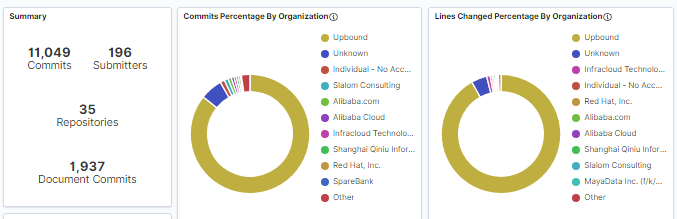 Summary
11,049
Commits
196
Submitters
35
Repositories
1,937
Document Commits
Commits Percentage By Organization
Upbound
Unknown
Individual - No Acc...
Slalom Consulting
Alibaba.com
Alibaba Cloud
Infracloud Technolo...
Shanghai Qiniu Infor...
Red Hat, Inc.
SpareBank
Other
Lines Changed Percentage By Organization
Upbound
Unknown
Infracloud Technolo...
Individual - No Acc...
Red Hat, Inc.
Alibaba.com
Alibaba Cloud
Shanghai Qiniu Infor...
Slalom Consulting
MayaData Inc. (f/k/...
Other